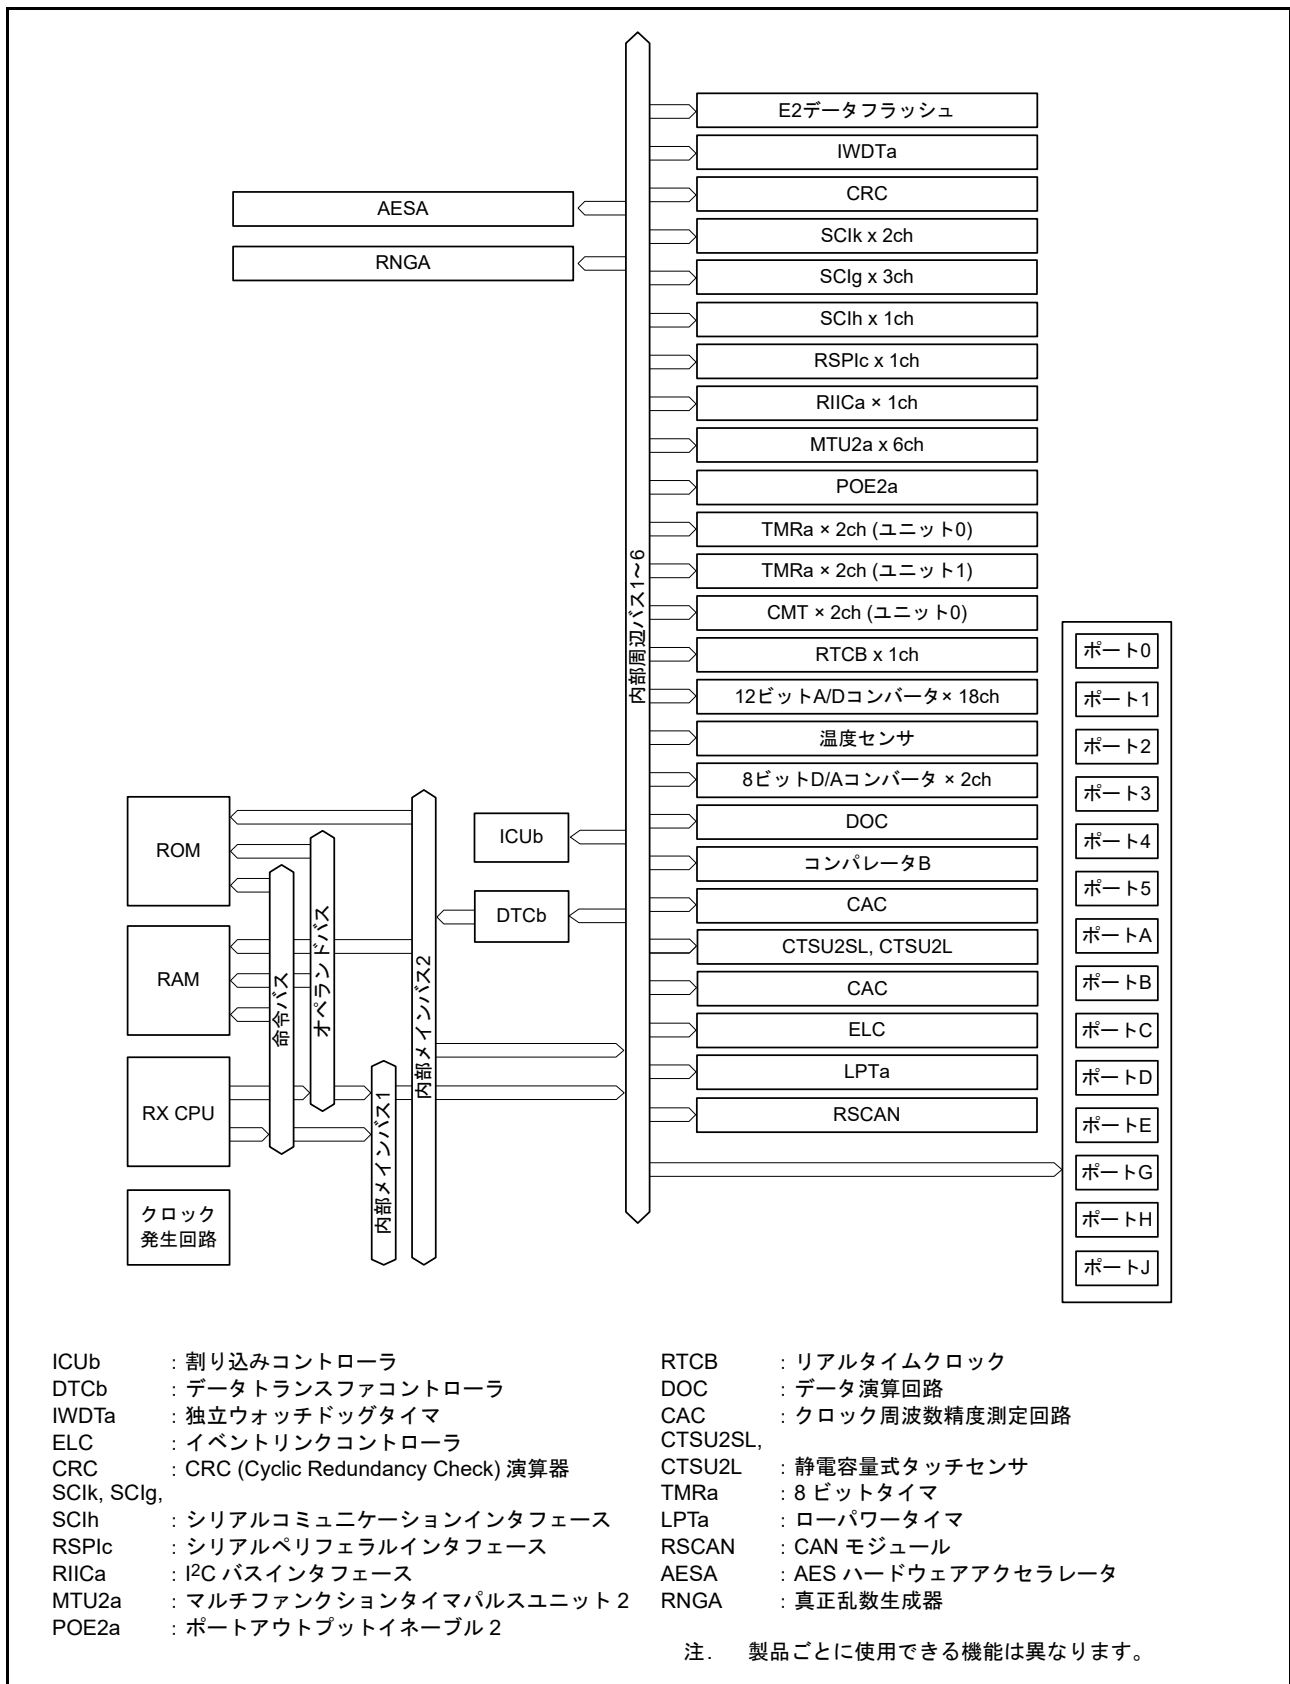 E2データフラッシュ
IWDTa
CRC
SCIk x 2ch
SCIg x 3ch
SCIh x 1ch
RSPIc x 1ch
RIICa × 1ch
MTU2a x 6ch
POE2a
TMRa × 2ch (ユニット0)
TMRa × 2ch (ユニット1)
CMT × 2ch (ユニット0)
RTCB x 1ch
12ビットA/Dコンバータ× 18ch
温度センサ
8ビットD/Aコンバータ × 2ch
DOC
コンパレータB
CAC
CTSU2SL, CTSU2L
CAC
ELC
LPTa
RSCAN
AESA
RNGA
内部周辺バス1～6
ICUb
DTCb
ROM
RAM
RX CPU
クロック
発生回路
命令バス
オペランドバス
内部メインバス1
内部メインバス2
ポート0
ポート1
ポート2
ポート3
ポート4
ポート5
ポートA
ポートB
ポートC
ポートD
ポートE
ポートG
ポートH
ポートJ
ICUb : 割り込みコントローラ
DTCb : データトランスファコントローラ
IWDTa : 独立ウォッチドッグタイマ
ELC : イベントリンクコントローラ
CRC : CRC (Cyclic Redundancy Check) 演算器
SCIk, SCIg,
SCIh : シリアルコミュニケーションインタフェース
RSPIc : シリアルペリフェラルインタフェース
RIICa : I²C バスインタフェース
MTU2a : マルチファンクションタイマパルスユニット 2
POE2a : ポートアウトプットイネーブル 2
RTCB : リアルタイムクロック
DOC : データ演算回路
CAC : クロック周波数精度測定回路
CTSU2SL,
CTSU2L : 静電容量式タッチセンサ
TMRa : 8 ビットタイマ
LPTa : ローパワータイマ
RSCAN : CAN モジュール
AESA : AES ハードウェアアクセラレータ
RNGA : 真正乱数生成器
注. 製品ごとに使用できる機能は異なります。